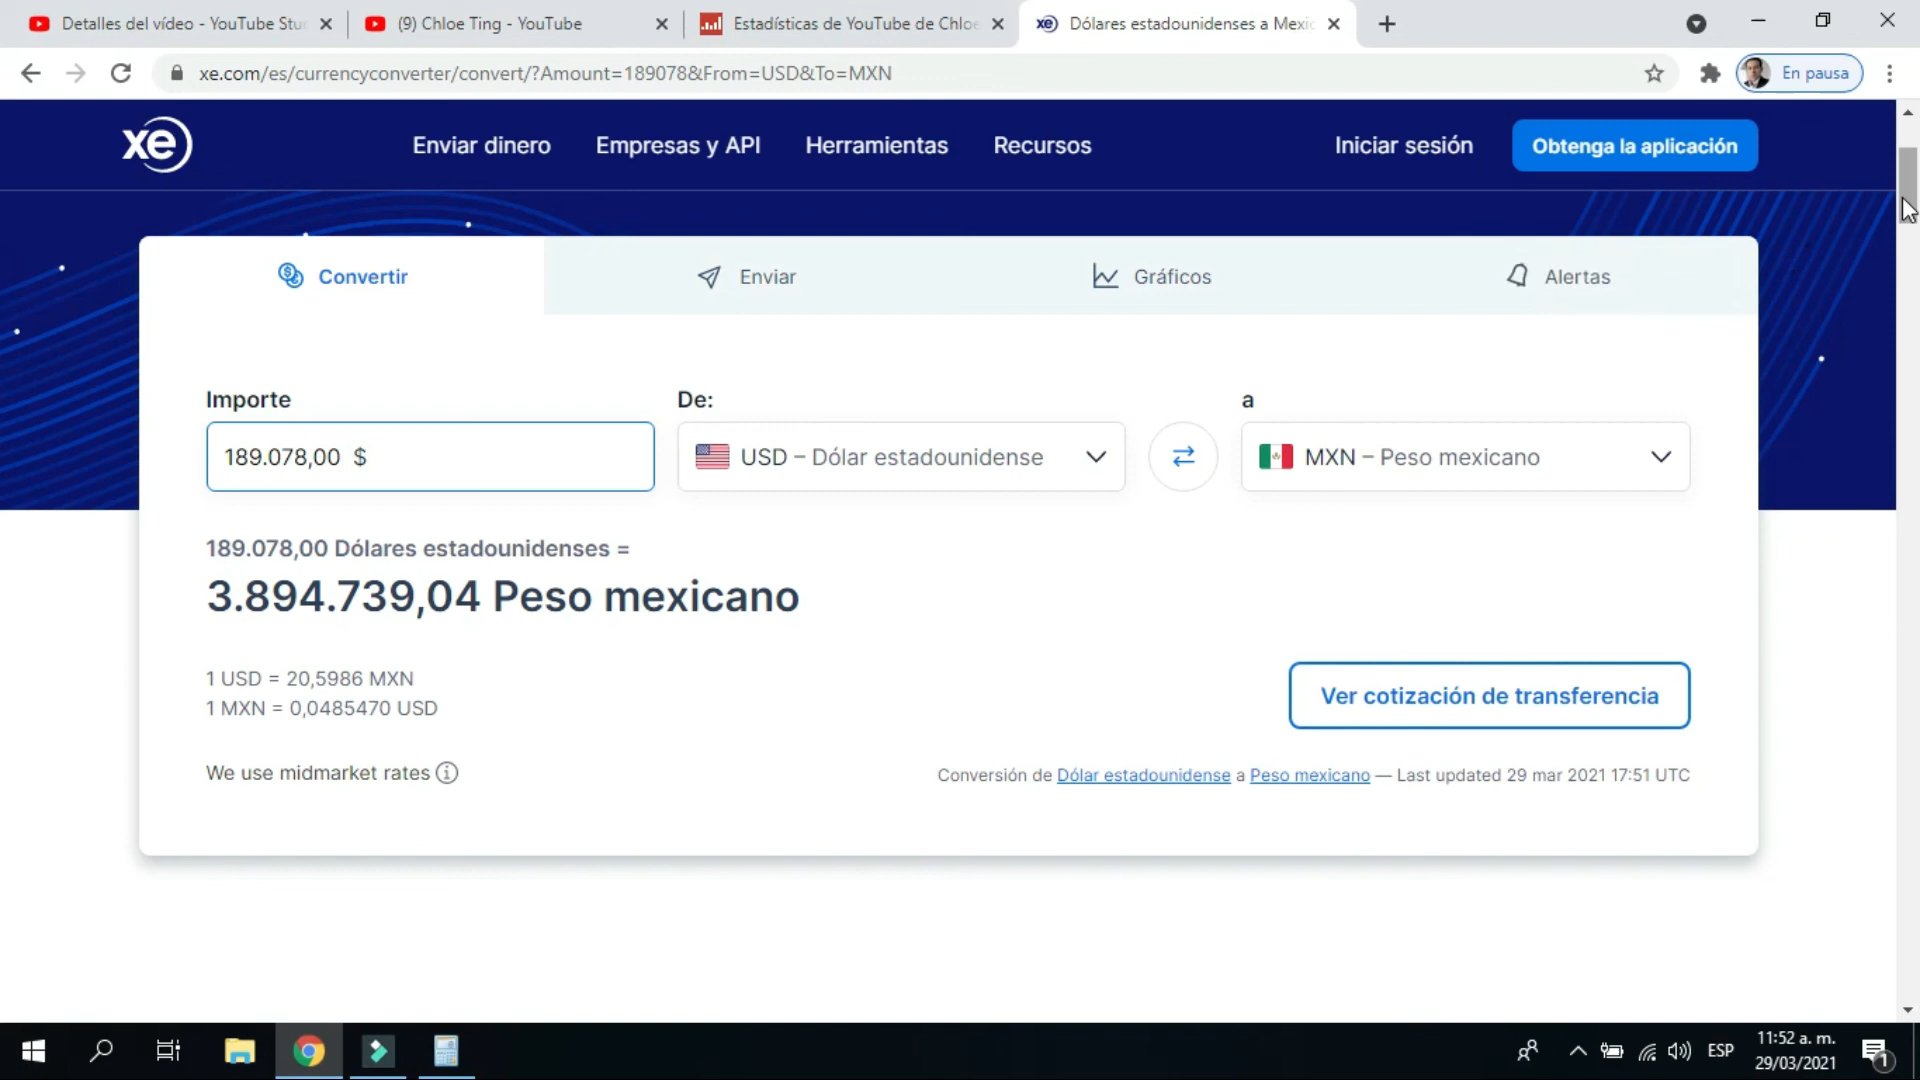 Detalles del vídeo - YouTube Stu
(9) Chloe Ting - YouTube
Estadísticas de YouTube de Chloe
xe
Dólares estadounidenses a Mexic
xe.com/es/currencyconverter/convert/?Amount=189078&From=USD&To=MXN
En pausa
xe
Enviar dinero
Empresas y API
Herramientas
Recursos
Iniciar sesión
Obtenga la aplicación
Convertir
Enviar
Gráficos
Alertas
Importe
De:
a
189.078,00 $
USD – Dólar estadounidense
MXN – Peso mexicano
189.078,00 Dólares estadounidenses =
3.894.739,04 Peso mexicano
1 USD = 20,5986 MXN
1 MXN = 0,0485470 USD
Ver cotización de transferencia
We use midmarket rates
Conversión de Dólar estadounidense a Peso mexicano — Last updated 29 mar 2021 17:51 UTC
ESP
11:52 a. m.
29/03/2021
1